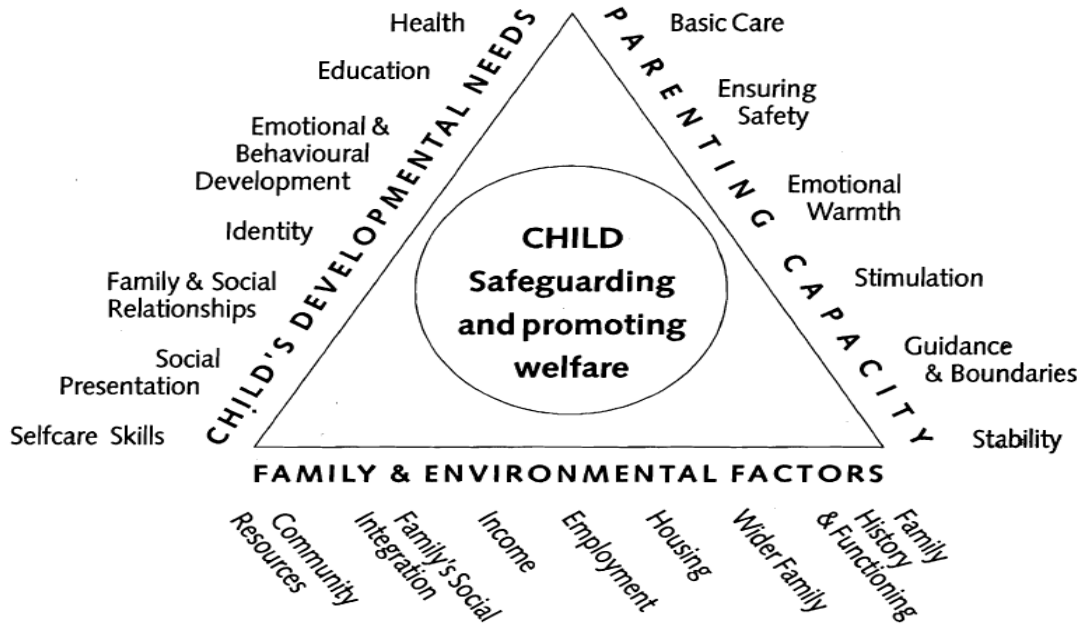 Health
Education
Emotional &
Behavioural
Development
Identity
Family & Social
Relationships
Social
Presentation
Selfcare Skills
CHILD'S DEVELOPMENTAL NEEDS
PARENTING CAPACITY
Basic Care
Ensuring
Safety
Emotional
Warmth
Stimulation
Guidance
& Boundaries
Stability
CHILD
Safeguarding
and promoting
welfare
FAMILY & ENVIRONMENTAL FACTORS
Community
Resources
Family's Social
Integration
Income
Employment
Housing
Wider Family
Family
History
& Functioning